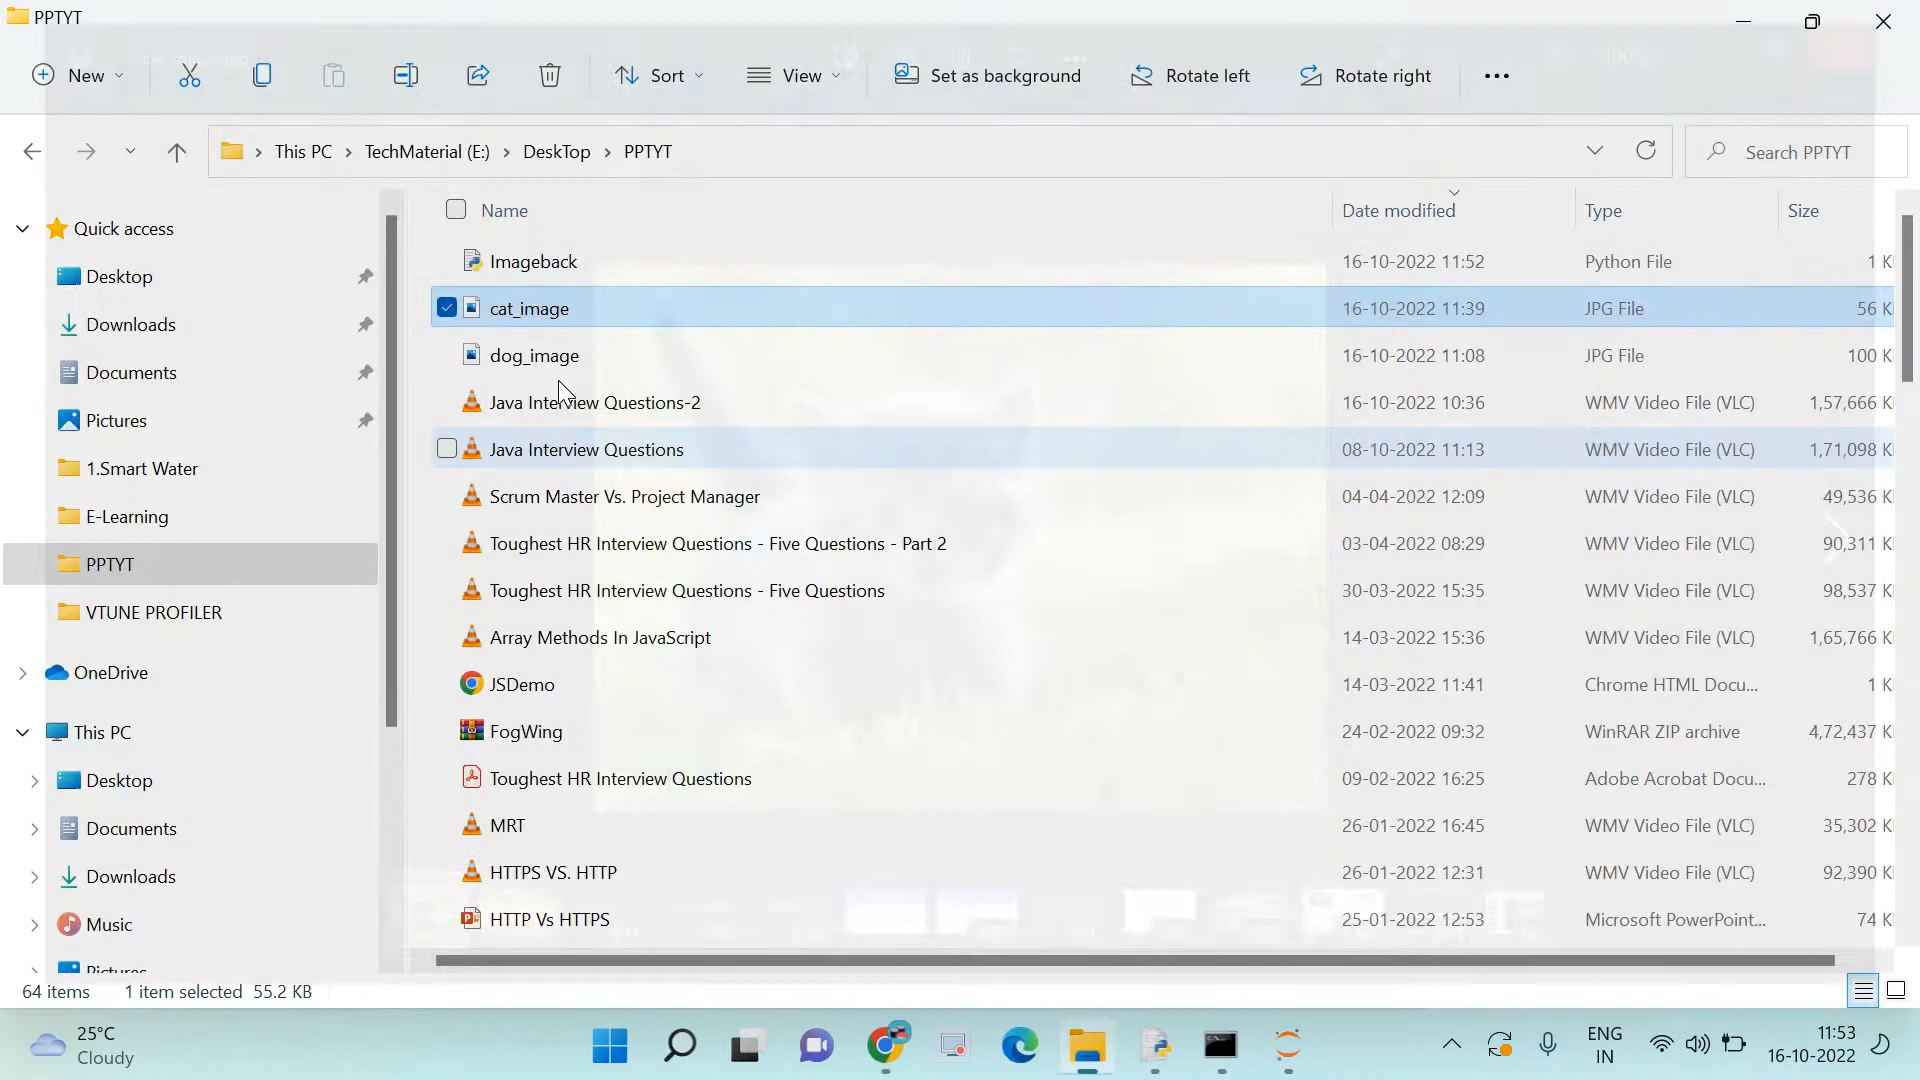 PPTYT
New Sort View Set as background Rotate left Rotate right
This PC TechMaterial (E:) DeskTop PPTYT Search PPTYT
Name Date modified Type Size
Quick access
Desktop
Downloads
Documents
Pictures
1.Smart Water
E-Learning
PPTYT
VTUNE PROFILER
OneDrive
This PC
Desktop
Documents
Downloads
Music
Imageback 16-10-2022 11:52 Python File 1 K
cat_image 16-10-2022 11:39 JPG File 56 K
dog_image 16-10-2022 11:08 JPG File 100 K
Java Interview Questions-2 16-10-2022 10:36 WMV Video File (VLC) 1,57,666 K
Java Interview Questions 08-10-2022 11:13 WMV Video File (VLC) 1,71,098 K
Scrum Master Vs. Project Manager 04-04-2022 12:09 WMV Video File (VLC) 49,536 K
Toughest HR Interview Questions - Five Questions - Part 2 03-04-2022 08:29 WMV Video File (VLC) 90,311 K
Toughest HR Interview Questions - Five Questions 30-03-2022 15:35 WMV Video File (VLC) 98,537 K
Array Methods In JavaScript 14-03-2022 15:36 WMV Video File (VLC) 1,65,766 K
JSDemo 14-03-2022 11:41 Chrome HTML Docu... 1 K
FogWing 24-02-2022 09:32 WinRAR ZIP archive 4,72,437 K
Toughest HR Interview Questions 09-02-2022 16:25 Adobe Acrobat Docu... 278 K
MRT 26-01-2022 16:45 WMV Video File (VLC) 35,302 K
HTTPS VS. HTTP 26-01-2022 12:31 WMV Video File (VLC) 92,390 K
HTTP Vs HTTPS 25-01-2022 12:53 Microsoft PowerPoint... 74 K
64 items 1 item selected 55.2 KB
25°C
Cloudy
ENG
IN
11:53
16-10-2022